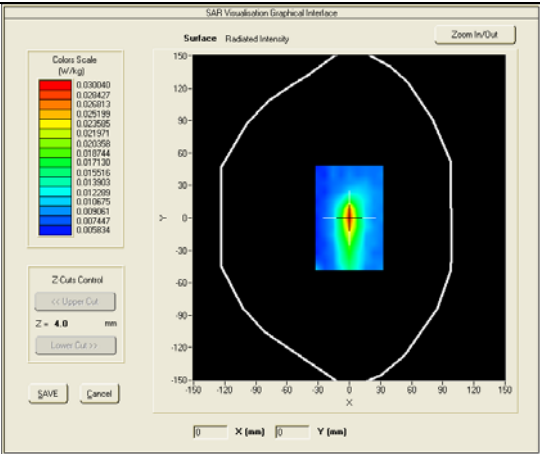 SAR Visualisation Graphical Interface
Surface Radiated Intensity
Zoom In/Out
Colors Scale
(W/kg)
0.030040
0.028427
0.026813
0.025199
0.023585
0.021971
0.020358
0.018744
0.017130
0.015516
0.013903
0.012289
0.010675
0.009061
0.007447
0.005834
Z-Cuts Control
<< Upper Cut
Z = 4.0 mm
Lower Cut >>
SAVE Cancel
150-
120-
90-
60-
30-
0-
-30-
-60-
-90-
-120-
-150-
Y
-150 -120 -90 -60 -30 0 30 60 90 120 150
X
0 X (mm) 0 Y (mm)